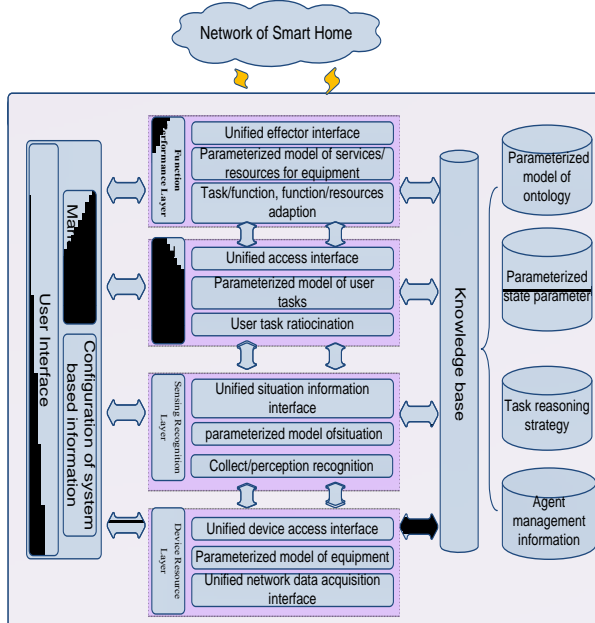 Network of Smart Home
User Interface
Configuration of system
based information
Function
Performance Layer
Unified effector interface
Parameterized model of services/
resources for equipment
Task/function, function/resources
adaption
Unified access interface
Parameterized model of user
tasks
User task ratiocination
Sensing Recognition
Layer
Unified situation information
interface
parameterized model ofsituation
Collect/perception recognition
Device Resource
Layer
Unified device access interface
Parameterized model of equipment
Unified network data acquisition
interface
Knowledge base
Parameterized
model of
ontology
Parameterized
state parameter
Task reasoning
strategy
Agent
management
information